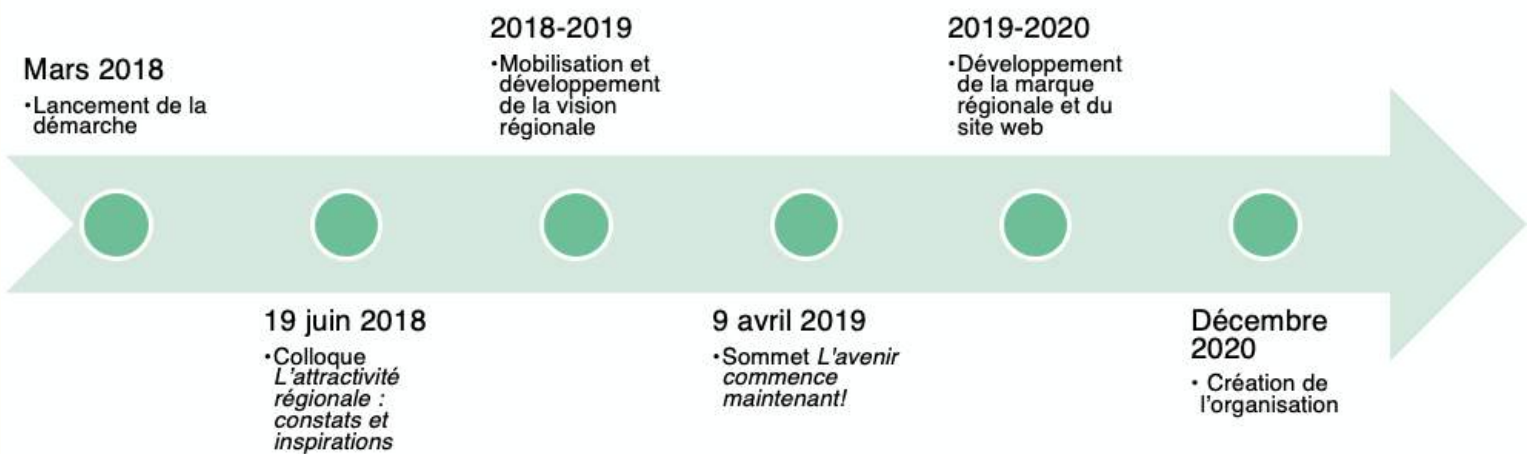 Mars 2018
•Lancement de la
démarche
19 juin 2018
•Colloque
L'attractivité
régionale :
constats et
inspirations
2018-2019
•Mobilisation et
développement
de la vision
régionale
9 avril 2019
•Sommet L'avenir
commence
maintenant!
2019-2020
•Développement
de la marque
régionale et du
site web
Décembre
2020
• Création de
l'organisation